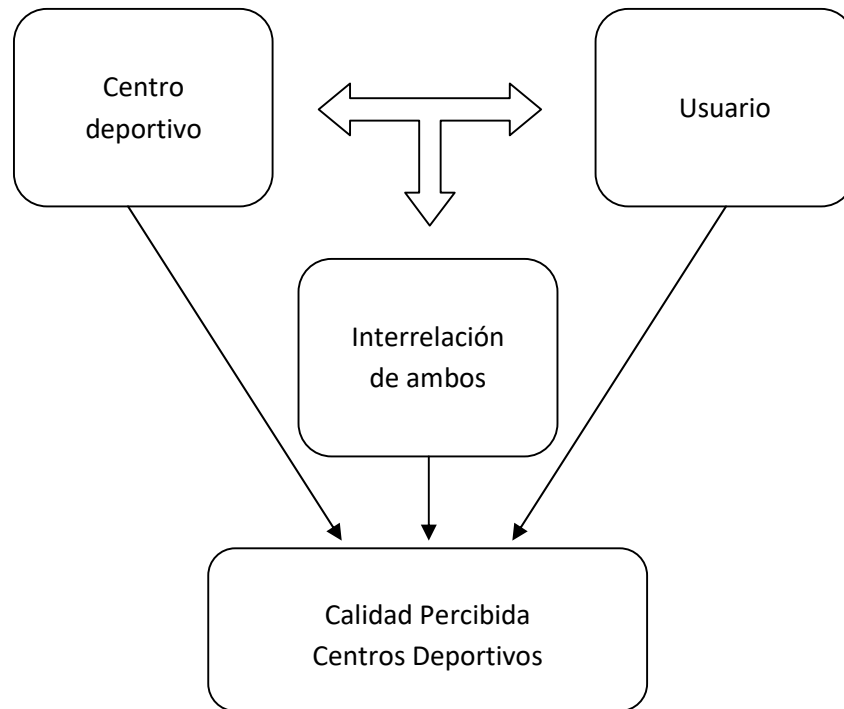 Centro
deportivo
Usuario
Interrelación
de ambos
Calidad Percibida
Centros Deportivos